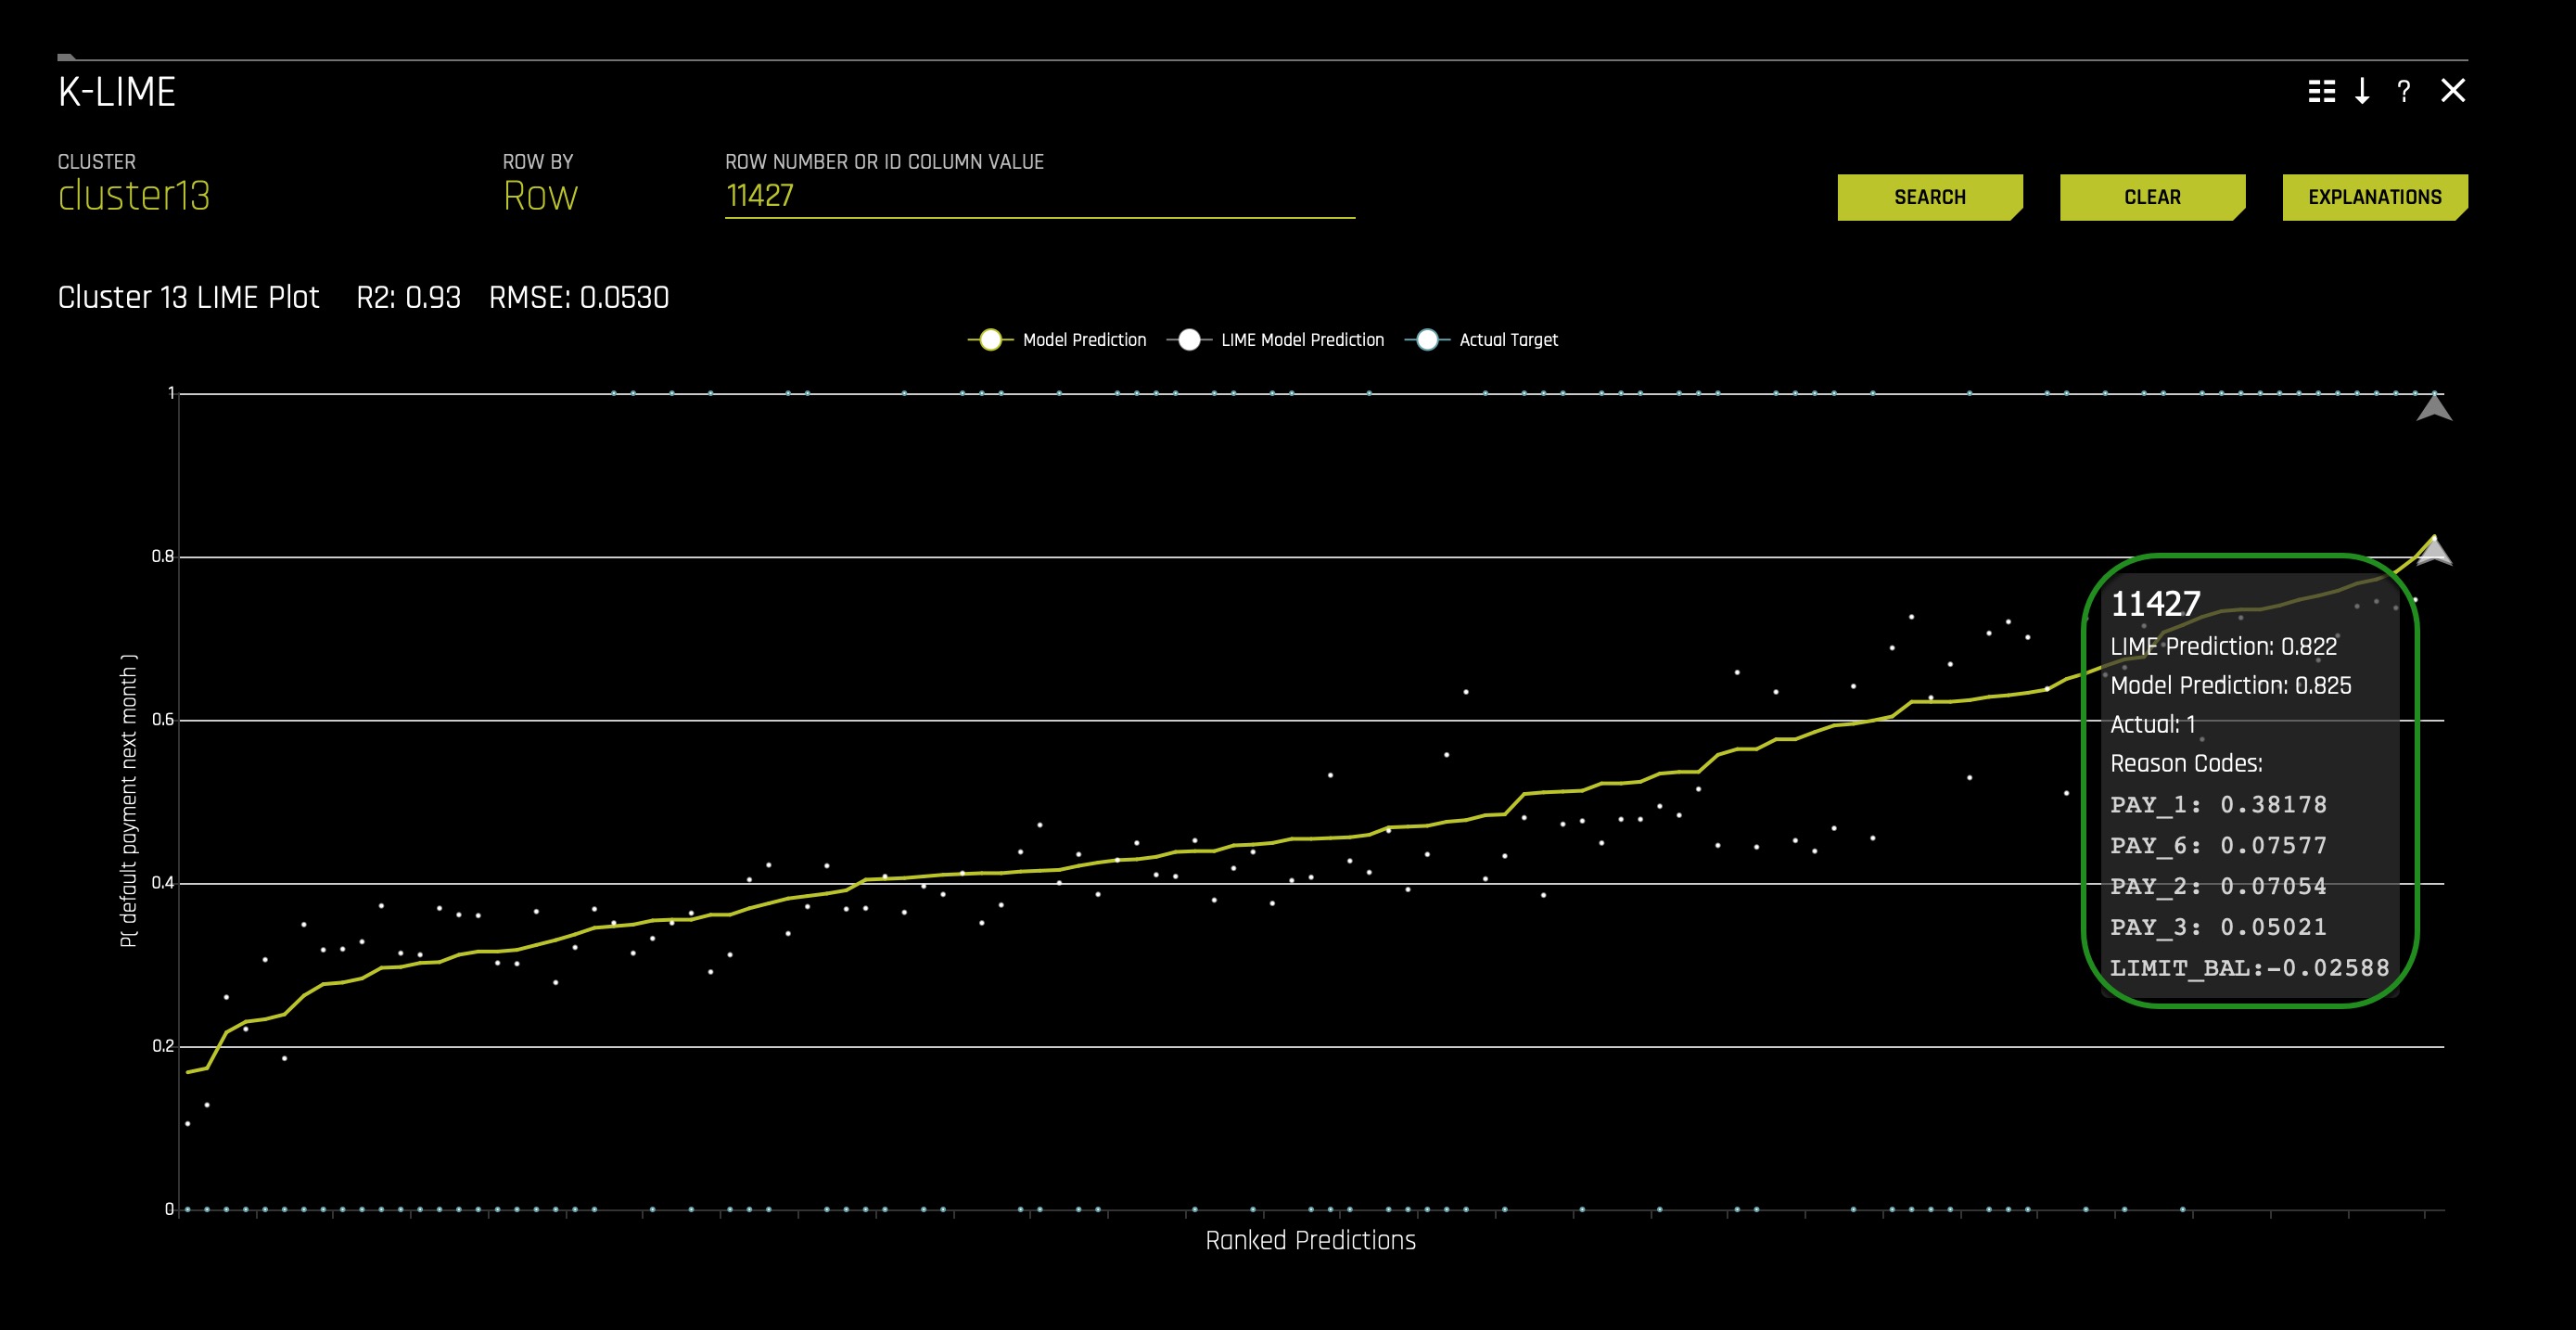 K-LIME
?
CLUSTER
cluster13
ROW BY
Row
ROW NUMBER OR ID COLUMN VALUE
11427
SEARCH
CLEAR
EXPLANATIONS
Cluster 13 LIME Plot R2: 0.93 RMSE: 0.0530
Model Prediction
LIME Model Prediction
Actual Target
P( default payment next month )
1
0.8
0.6
0.4
0.2
0
11427
LIME Prediction: 0.822
Model Prediction: 0.825
Actual: 1
Reason Codes:
PAY_1: 0.38178
PAY_6: 0.07577
PAY_2: 0.07054
PAY_3: 0.05021
LIMIT_BAL:-0.02588
Ranked Predictions